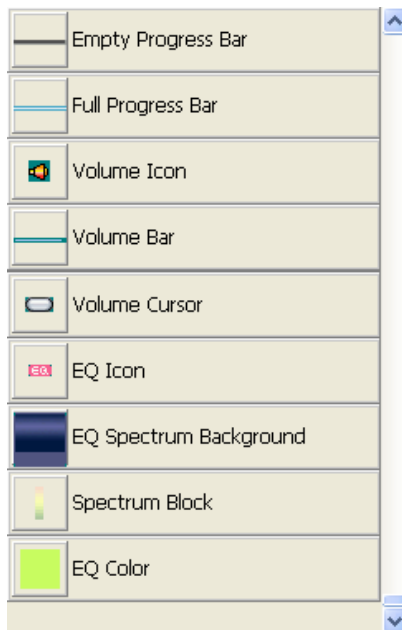 Empty Progress Bar
Full Progress Bar
Volume Icon
Volume Bar
Volume Cursor
EQ
EQ Icon
EQ Spectrum Background
Spectrum Block
EQ Color